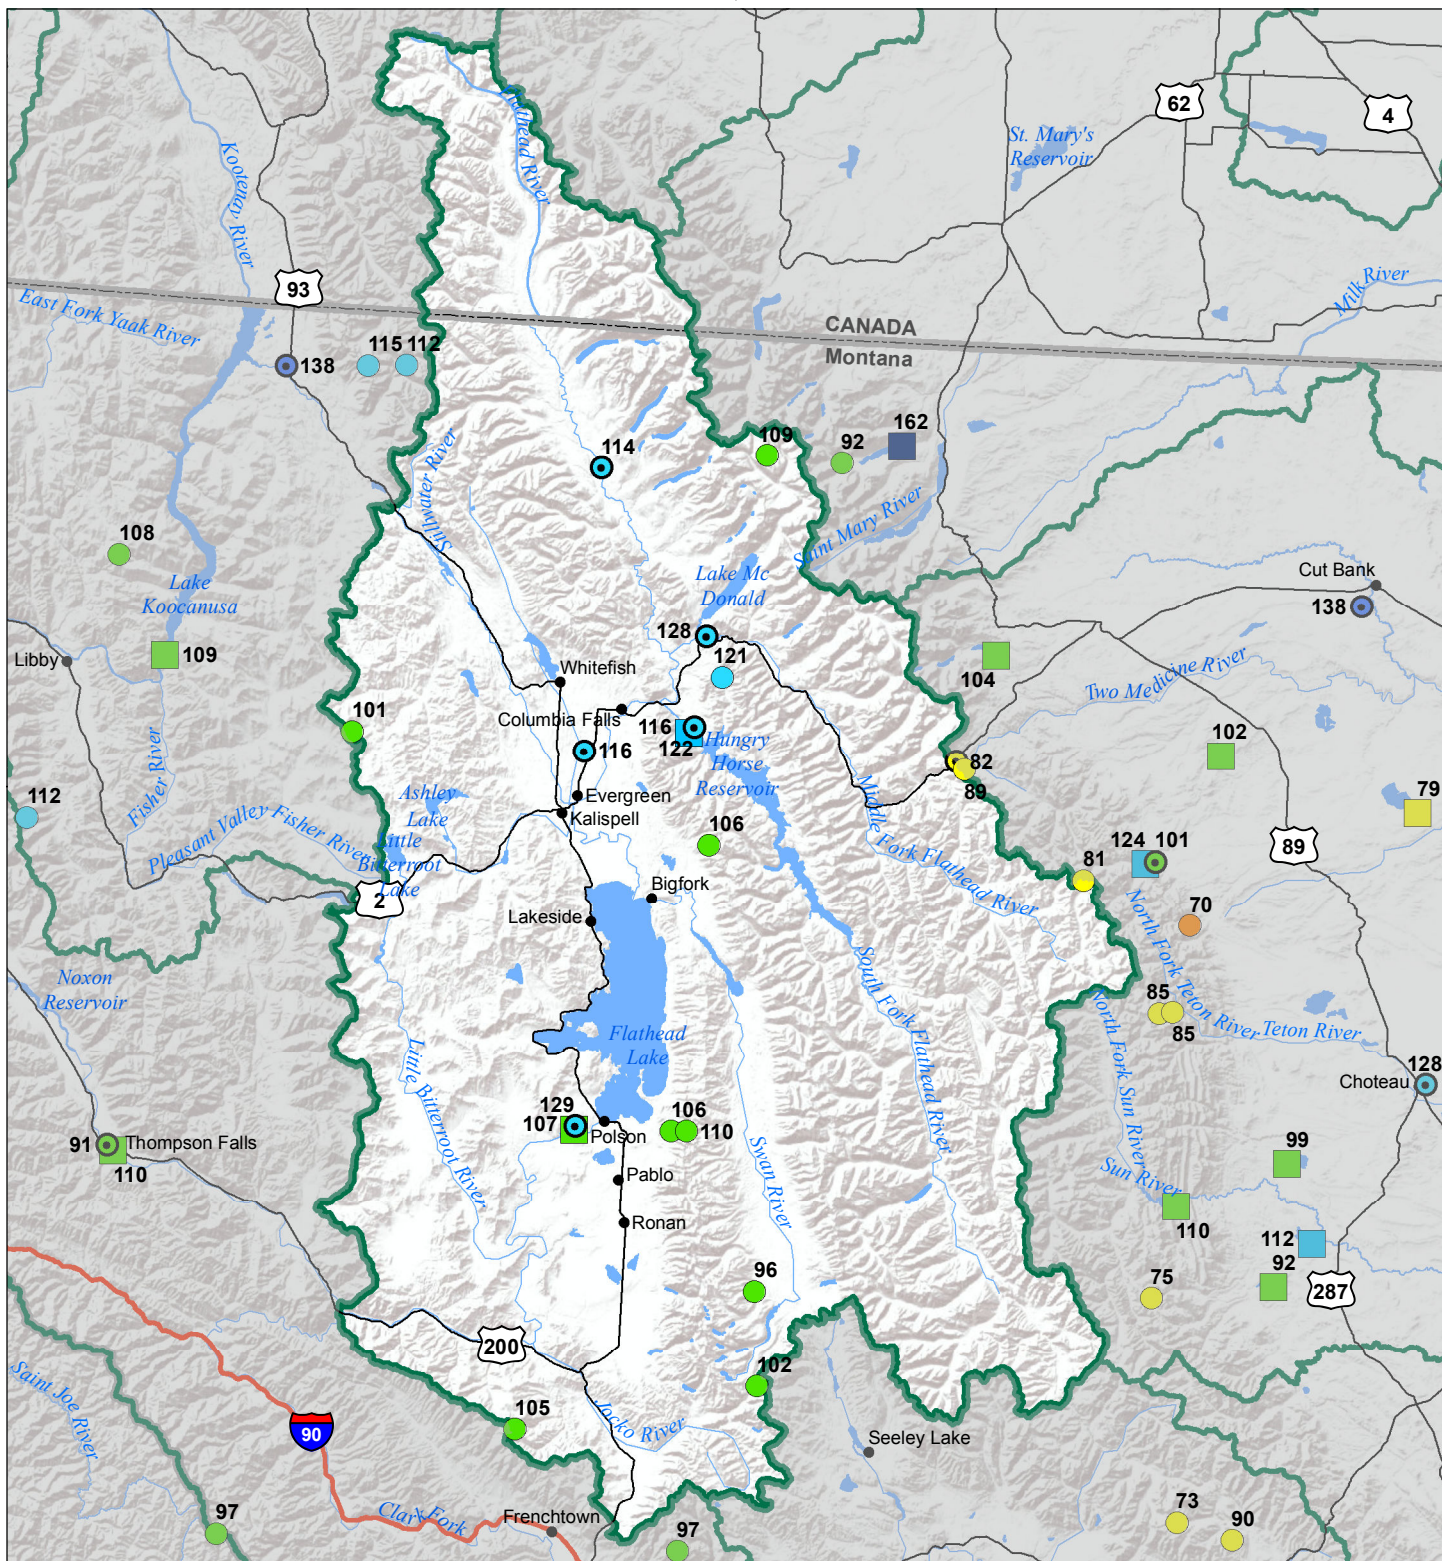 62
4
Flathead River
St. Mary's
Reservoir
Kootenay River
93
East Fork Yaak River
Milk River
CANADA
Montana
138
115
112
114
109
92
162
Stillwater River
Saint Mary River
108
Lake
Koocanusa
Lake Mc
Donald
Cut Bank
138
Libby
109
128
121
104
Two Medicine River
Whitefish
Columbia Falls
101
116
122
116
Hungry
Horse
Reservoir
82
89
102
79
Fisher River
112
Ashley
Lake
Evergreen
Kalispell
Pleasant Valley Fisher River
Little
Bitterroot
Lake
2
106
Middle
Fork Flathead River
81
124
101
89
Bigfork
Lakeside
70
North Fork Teton River
Noxon
Reservoir
85
85
Teton River
Flathead
Lake
South Fork Flathead River
North Fork Sun River
Little Bitterroot River
128
Choteau
129
107
Polson
106
110
91
Thompson Falls
110
Pablo
Swan River
99
Sun River
110
Ronan
112
92
96
75
287
200
102
Saint Joe River
105
Jocko River
90
Seeley Lake
Clark Fork
Frenchtown
97
97
73
90